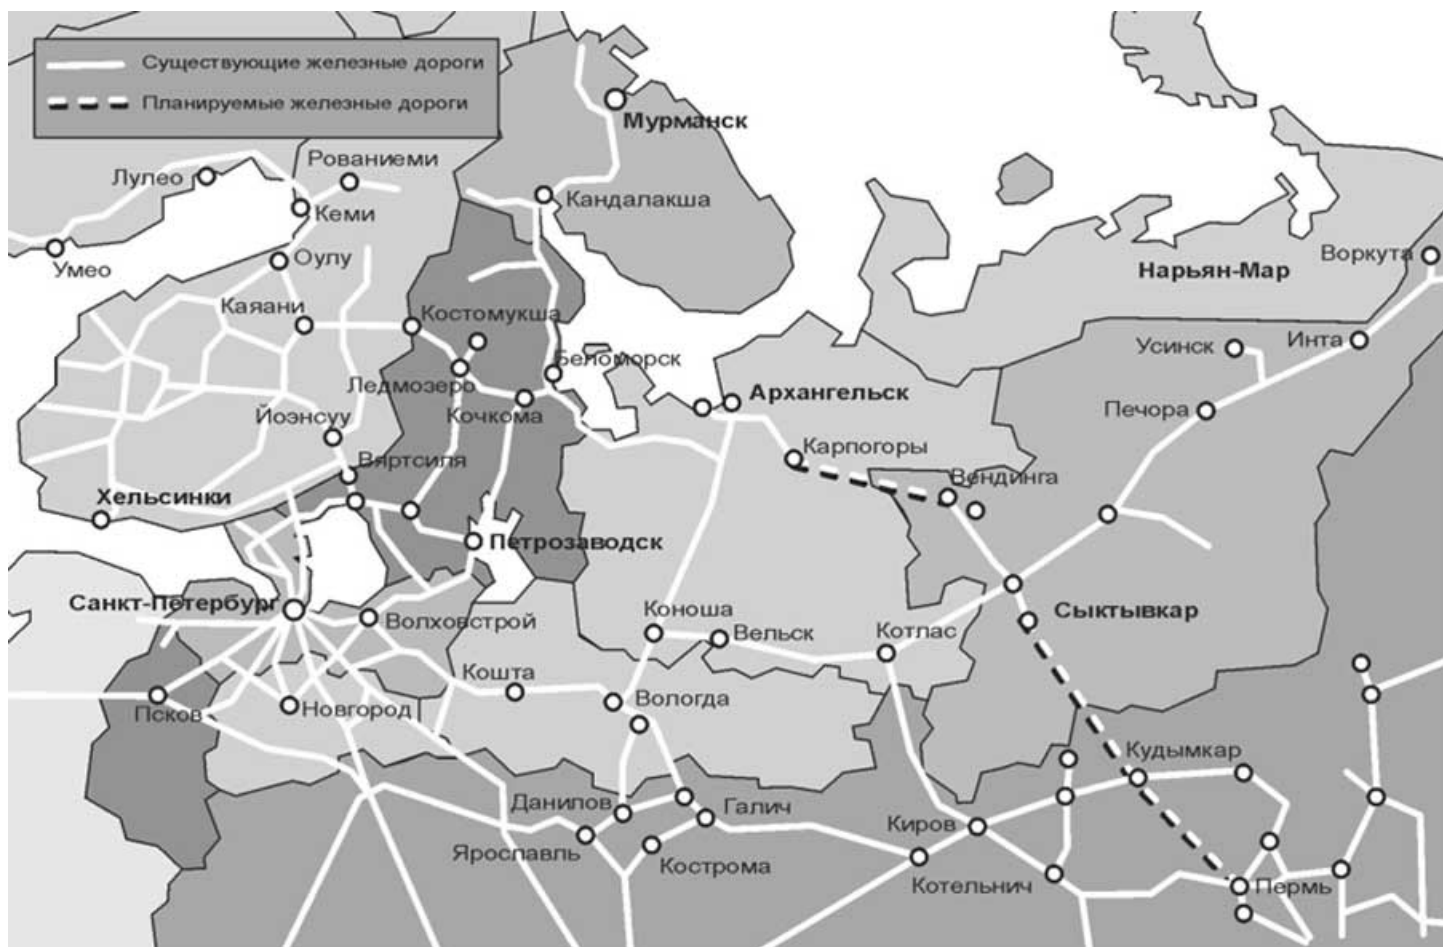 Существующие железные дороги
Планируемые железные дороги
Мурманск
Рованиеми
Лулео
Кандалакша
Кеми
Умео
Оулу
Воркута
Нарьян-Мар
Каяани
Костомукша
Усинск
Инта
Беломорск
Ледмозеро
Архангельск
Печора
Йоэнсуу
Кочкома
Карпогоры
Вяртсиля
Вендинга
Хельсинки
Петрозаводск
Санкт-Петербург
Волховстрой
Коноша
Вельск
Котлас
Сыктывкар
Кошта
Вологда
Псков
Новгород
Кудымкар
Данилов
Галич
Киров
Ярославль
Кострома
Котельнич
Пермь